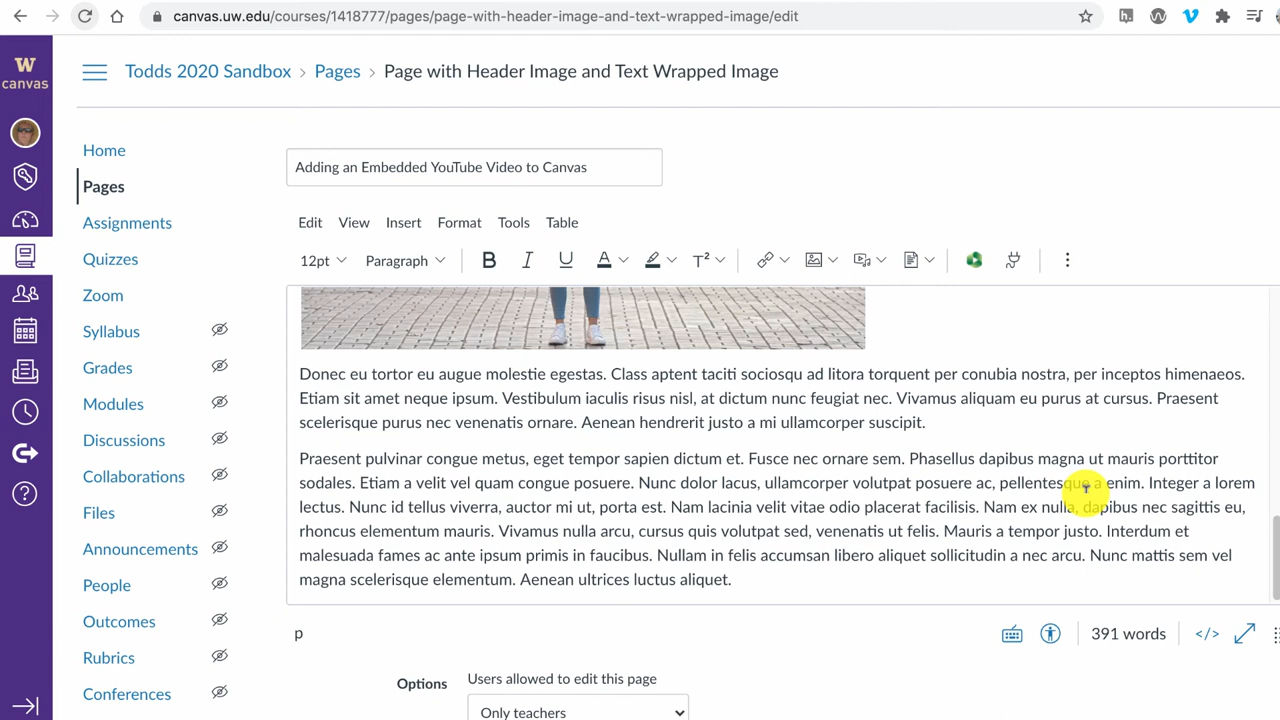 canvas.uw.edu/courses/1418777/pages/page-with-header-image-and-text-wrapped-image/edit
W
canvas
Todds 2020 Sandbox > Pages > Page with Header Image and Text Wrapped Image
Home
Pages
Assignments
Quizzes
Zoom
Syllabus
Grades
Modules
Discussions
Collaborations
Files
Announcements
People
Outcomes
Rubrics
Conferences
Adding an Embedded YouTube Video to Canvas
Edit View Insert Format Tools Table
12pt Paragraph B I U A T²
Donec eu tortor eu augue molestie egestas. Class aptent taciti sociosqu ad litora torquent per conubia nostra, per inceptos himenaeos.
Etiam sit amet neque ipsum. Vestibulum iaculis risus nisl, at dictum nunc feugiat nec. Vivamus aliquam eu purus at cursus. Praesent
scelerisque purus nec venenatis ornare. Aenean hendrerit justo a mi ullamcorper suscipit.
Praesent pulvinar congue metus, eget tempor sapien dictum et. Fusce nec ornare sem. Phasellus dapibus magna ut mauris porttitor
sodales. Etiam a velit vel quam congue posuere. Nunc dolor lacus, ullamcorper volutpat posuere ac, pellentesque a enim. Integer a lorem
lectus. Nunc id tellus viverra, auctor mi ut, porta est. Nam lacinia velit vitae odio placerat facilisis. Nam ex nulla, dapibus nec sagittis eu,
rhoncus elementum mauris. Vivamus nulla arcu, cursus quis volutpat sed, venenatis ut felis. Mauris a tempor justo. Interdum et
malesuada fames ac ante ipsum primis in faucibus. Nullam in felis accumsan libero aliquet sollicitudin a nec arcu. Nunc mattis sem vel
magna scelerisque elementum. Aenean ultrices luctus aliquet.
p
391 words </>
Options
Users allowed to edit this page
Only teachers